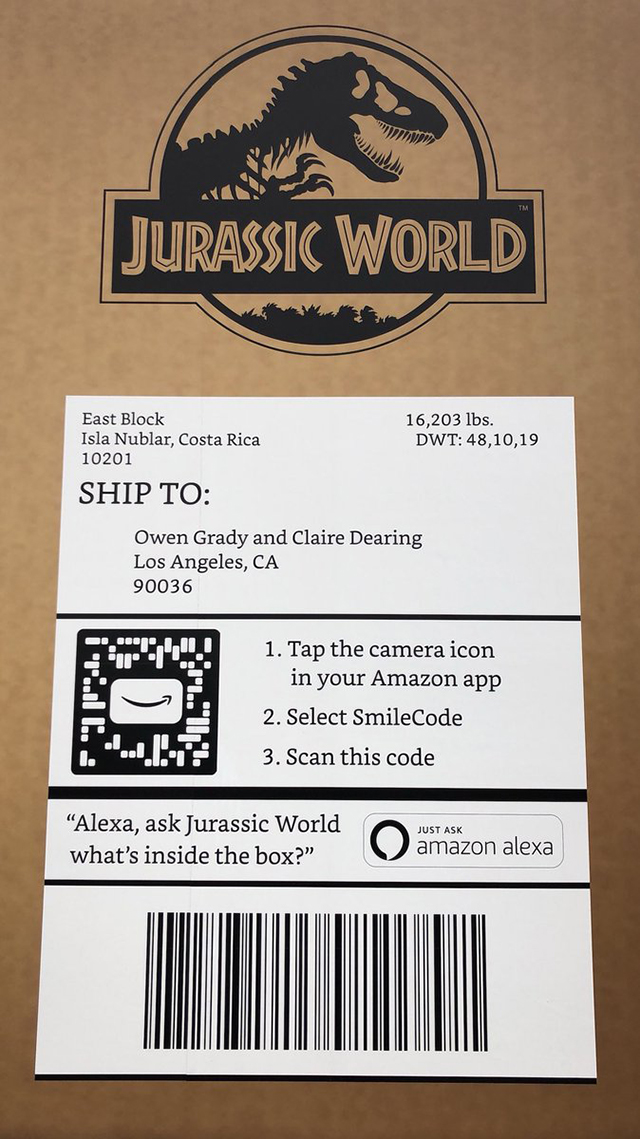 JURASSIC WORLD
TM
East Block
Isla Nublar, Costa Rica
10201
16,203 lbs.
DWT: 48,10,19
SHIP TO:
Owen Grady and Claire Dearing
Los Angeles, CA
90036
1. Tap the camera icon
in your Amazon app
2. Select SmileCode
3. Scan this code
“Alexa, ask Jurassic World
what’s inside the box?”
JUST ASK
amazon alexa